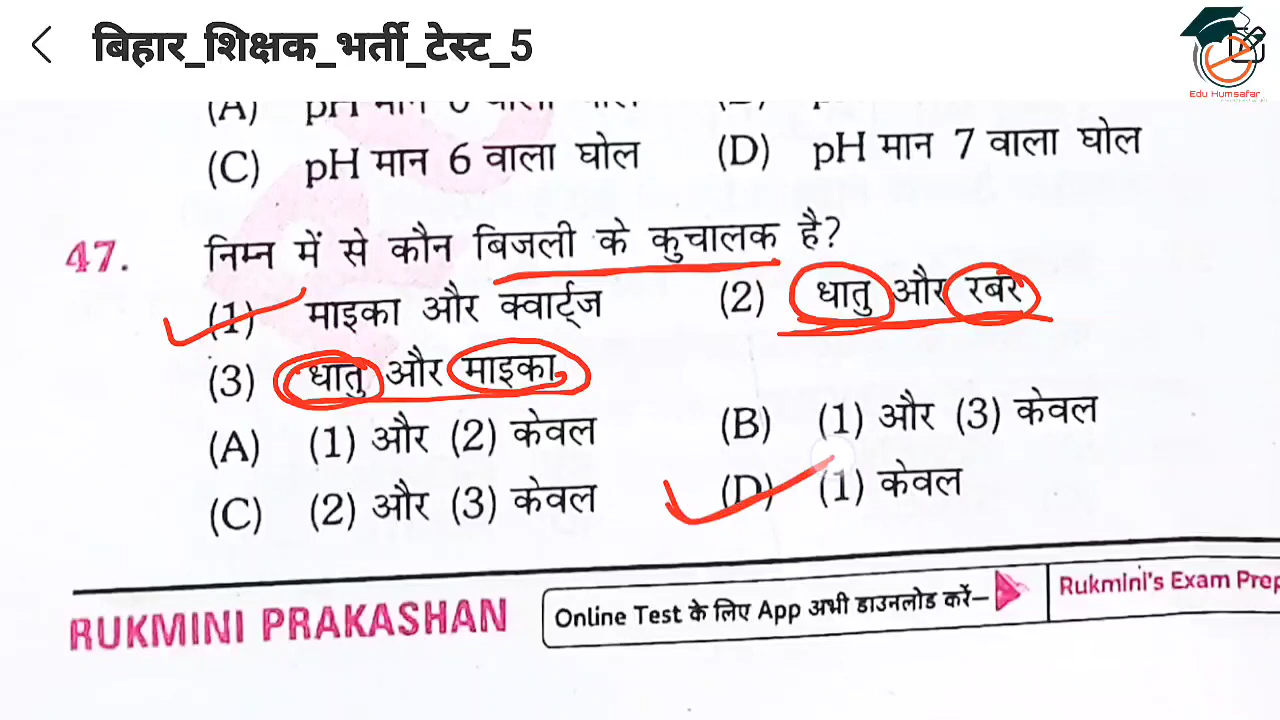 बिहार_शिक्षक_भर्ती_टेस्ट_5
Edu Humsafar
(A) pH मान 0 वाला घोल
(C) pH मान 6 वाला घोल (D) pH मान 7 वाला घोल
47. निम्न में से कौन बिजली के कुचालक है?
(1) माइका और क्वार्ट्ज (2) धातु और रबर
(3) धातु और माइका
(A) (1) और (2) केवल (B) (1) और (3) केवल
(C) (2) और (3) केवल (D) (1) केवल
RUKMINI PRAKASHAN Online Test के लिए App अभी डाउनलोड करें– Rukmini's Exam Prep